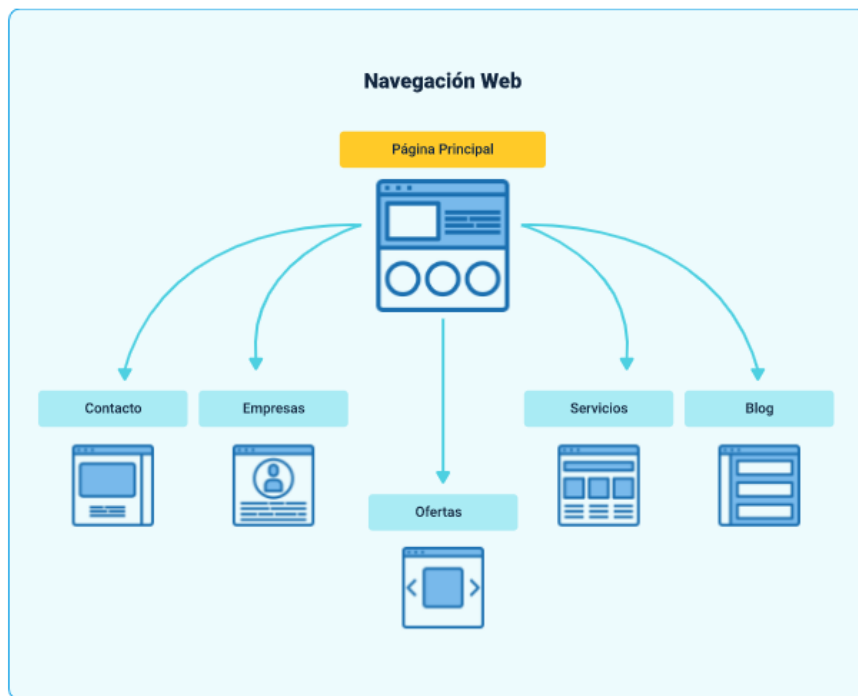 Navegación Web
Página Principal
Contacto
Empresas
Servicios
Blog
Ofertas